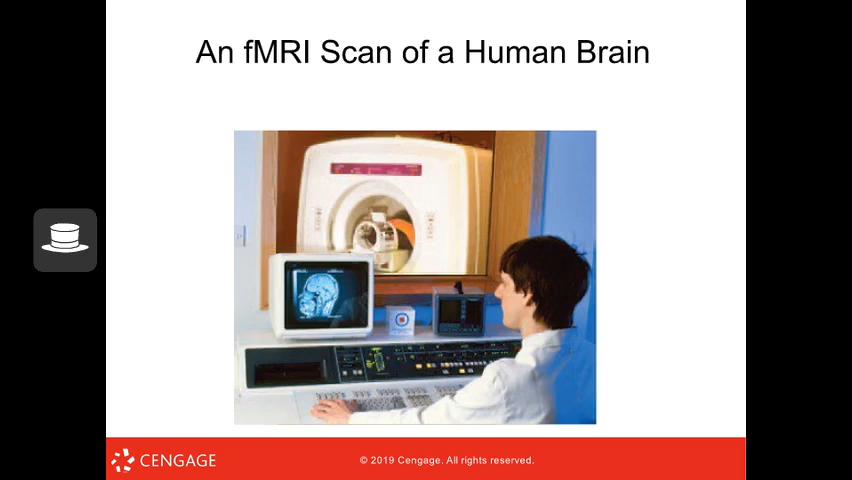 An fMRI Scan of a Human Brain
CENGAGE
© 2019 Cengage. All rights reserved.